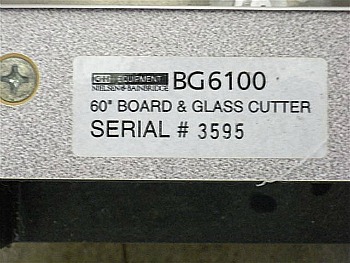 C+H EQUIPMENT BG6100
NIELSEN & BAINBRIDGE
60" BOARD & GLASS CUTTER
SERIAL # 3595